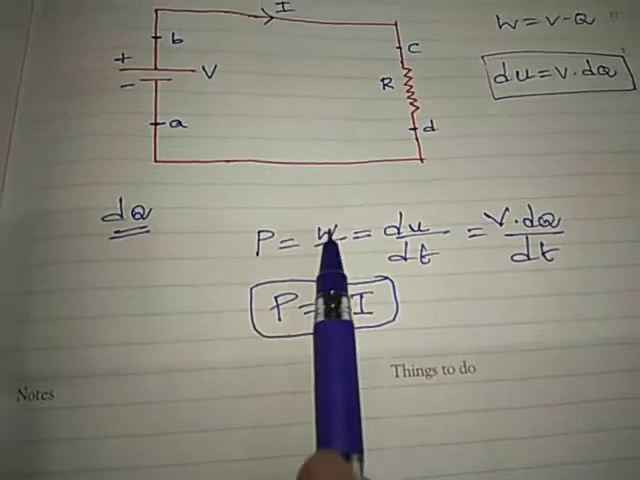 I
b
+
V
-
a
c
R
d
W = V-Q
du = V.dQ
dQ
P = W = du/dt = V.dQ/dt
P = I
Things to do
Notes